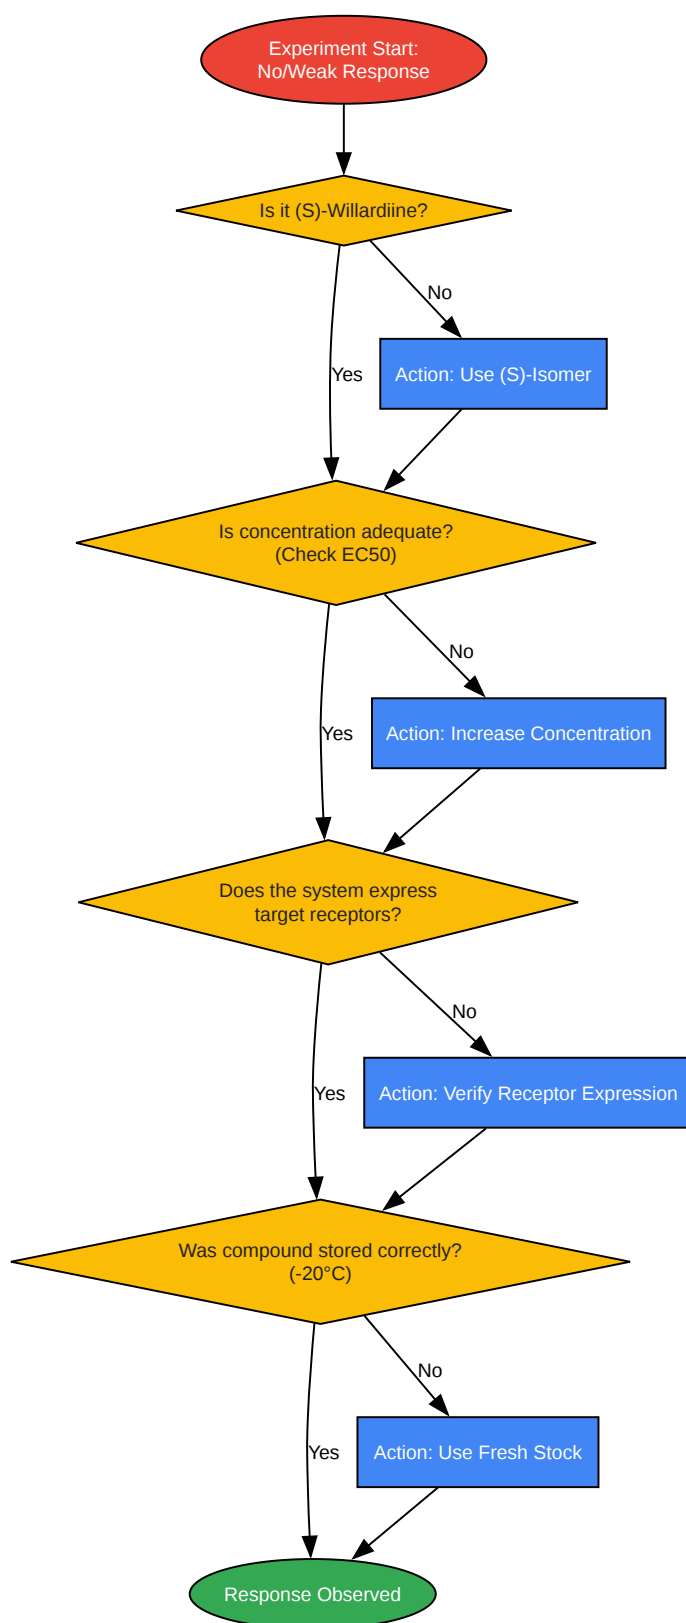 Experiment Start:
No/Weak Response
Is it (S)-Willardiine?
No
Yes
Action: Use (S)-Isomer
Is concentration adequate?
(Check EC50)
No
Yes
Action: Increase Concentration
Does the system express
target receptors?
No
Yes
Action: Verify Receptor Expression
Was compound stored correctly?
(-20°C)
No
Yes
Action: Use Fresh Stock
Response Observed